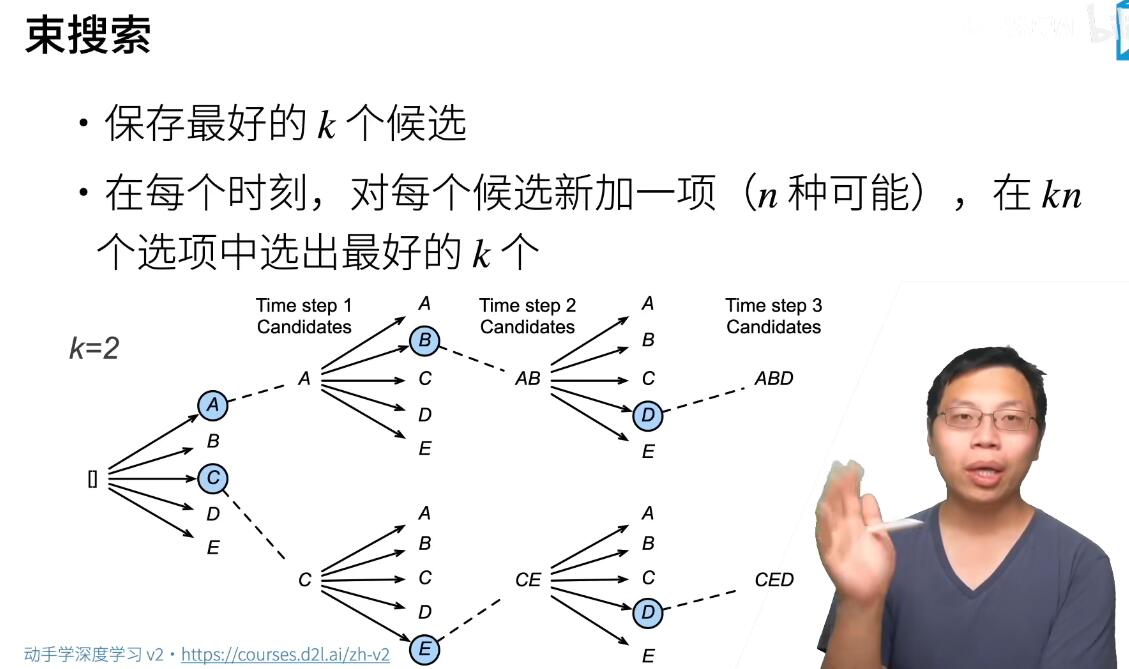 束搜索
• 保存最好的 k 个候选
• 在每个时刻，对每个候选新加一项（n 种可能），在 kn
个选项中选出最好的 k 个
k=2
Time step 1
Candidates
Time step 2
Candidates
Time step 3
Candidates
[]
A
B
C
D
E
A
A
B
C
D
E
AB
A
B
C
D
E
ABD
C
A
B
C
D
E
CE
A
B
C
D
E
CED
动手学深度学习 v2 • https://courses.d2l.ai/zh-v2